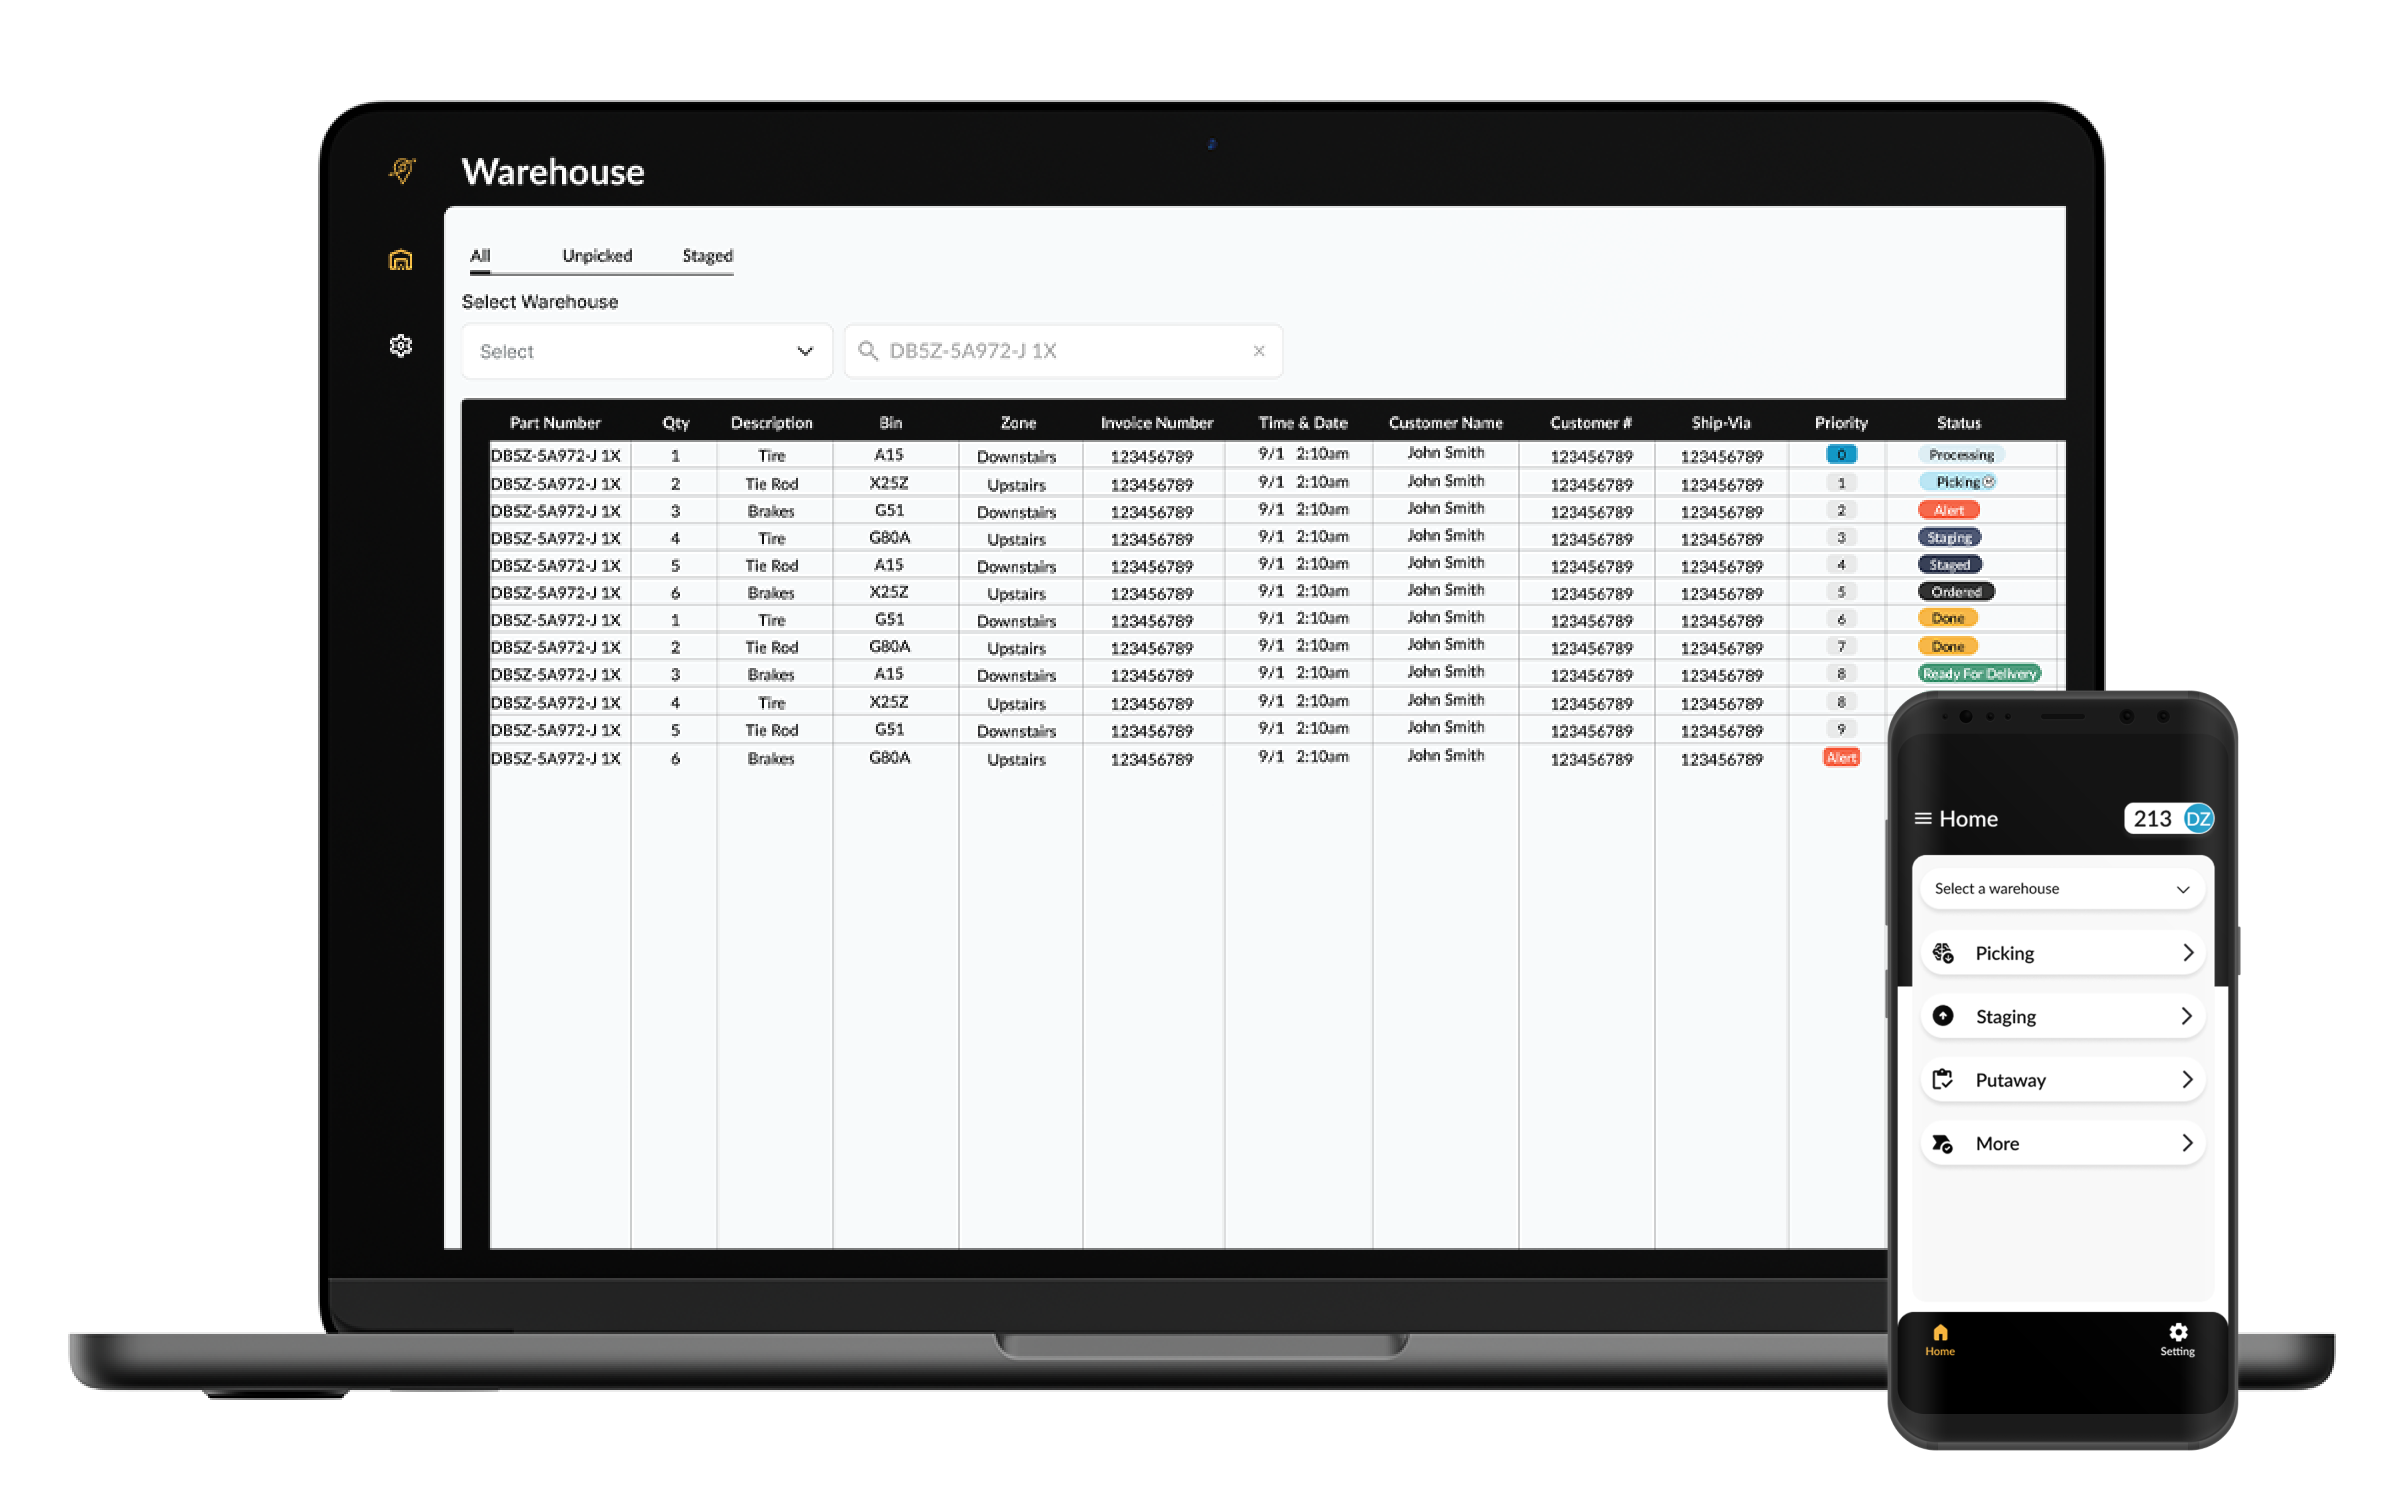 Warehouse
All Unpicked Staged
Select Warehouse
Select DB5Z-5A972-J 1X
Part Number Qty Description Bin Zone Invoice Number Time & Date Customer Name Customer # Ship-Via Priority Status
DB5Z-5A972-J 1X 1 Tire A15 Downstairs 123456789 9/1 2:10am John Smith 123456789 123456789 0 Processing
DB5Z-5A972-J 1X 2 Tie Rod X25Z Upstairs 123456789 9/1 2:10am John Smith 123456789 123456789 1 Picking
DB5Z-5A972-J 1X 3 Brakes G51 Downstairs 123456789 9/1 2:10am John Smith 123456789 123456789 2 Alert
DB5Z-5A972-J 1X 4 Tire G80A Upstairs 123456789 9/1 2:10am John Smith 123456789 123456789 3 Staging
DB5Z-5A972-J 1X 5 Tie Rod A15 Downstairs 123456789 9/1 2:10am John Smith 123456789 123456789 4 Staged
DB5Z-5A972-J 1X 6 Brakes X25Z Upstairs 123456789 9/1 2:10am John Smith 123456789 123456789 5 Ordered
DB5Z-5A972-J 1X 1 Tire G51 Downstairs 123456789 9/1 2:10am John Smith 123456789 123456789 6 Done
DB5Z-5A972-J 1X 2 Tie Rod G80A Upstairs 123456789 9/1 2:10am John Smith 123456789 123456789 7 Done
DB5Z-5A972-J 1X 3 Brakes A15 Downstairs 123456789 9/1 2:10am John Smith 123456789 123456789 8 Ready For Delivery
DB5Z-5A972-J 1X 4 Tire X25Z Upstairs 123456789 9/1 2:10am John Smith 123456789 123456789 8
DB5Z-5A972-J 1X 5 Tie Rod G51 Downstairs 123456789 9/1 2:10am John Smith 123456789 123456789 9
DB5Z-5A972-J 1X 6 Brakes G80A Upstairs 123456789 9/1 2:10am John Smith 123456789 123456789 Alert
Home 213 DZ
Select a warehouse
Picking
Staging
Putaway
More
Home Setting